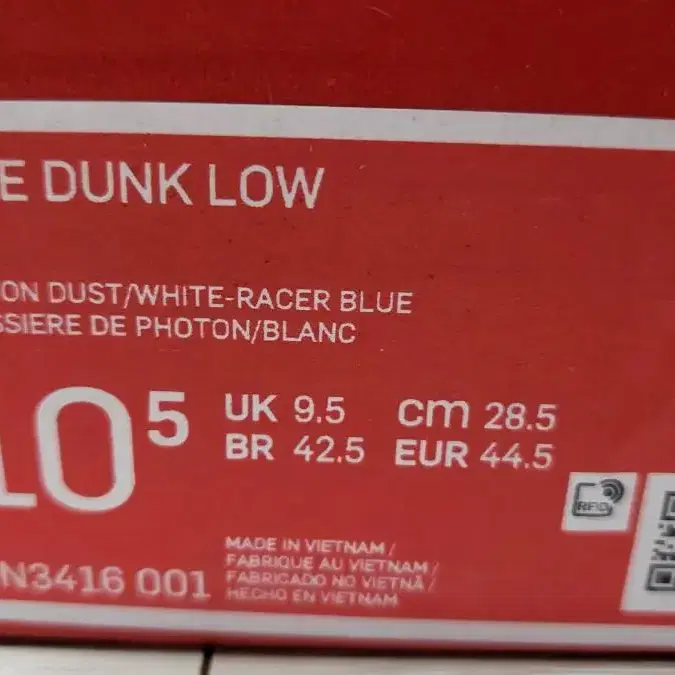 E DUNK LOW
ON DUST/WHITE-RACER BLUE
SSIERE DE PHOTON/BLANC
10 5
UK 9.5 cm 28.5
BR 42.5 EUR 44.5
RFID
MADE IN VIETNAM /
FABRIQUE AU VIETNAM /
FABRICADO NO VIETNÃ /
HECHO EN VIETNAM
N3416 001